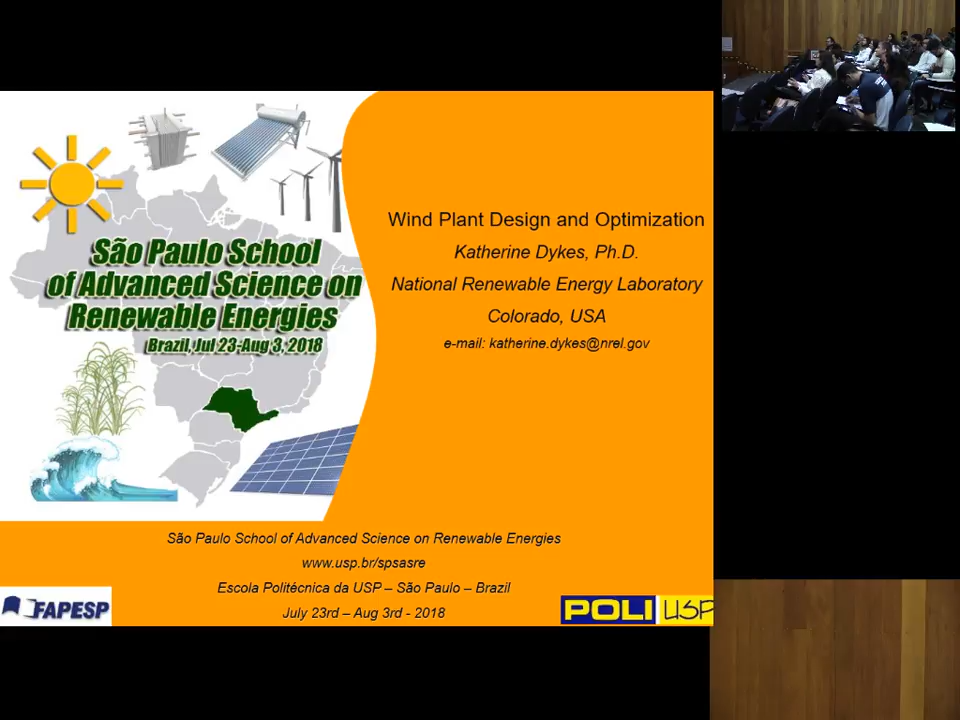 São Paulo School
of Advanced Science on
Renewable Energies
Brazil, Jul 23-Aug 3, 2018
Wind Plant Design and Optimization
Katherine Dykes, Ph.D.
National Renewable Energy Laboratory
Colorado, USA
e-mail: katherine.dykes@nrel.gov
São Paulo School of Advanced Science on Renewable Energies
www.usp.br/spsasre
Escola Politécnica da USP – São Paulo – Brazil
July 23rd – Aug 3rd - 2018
FAPESP
POLI USP